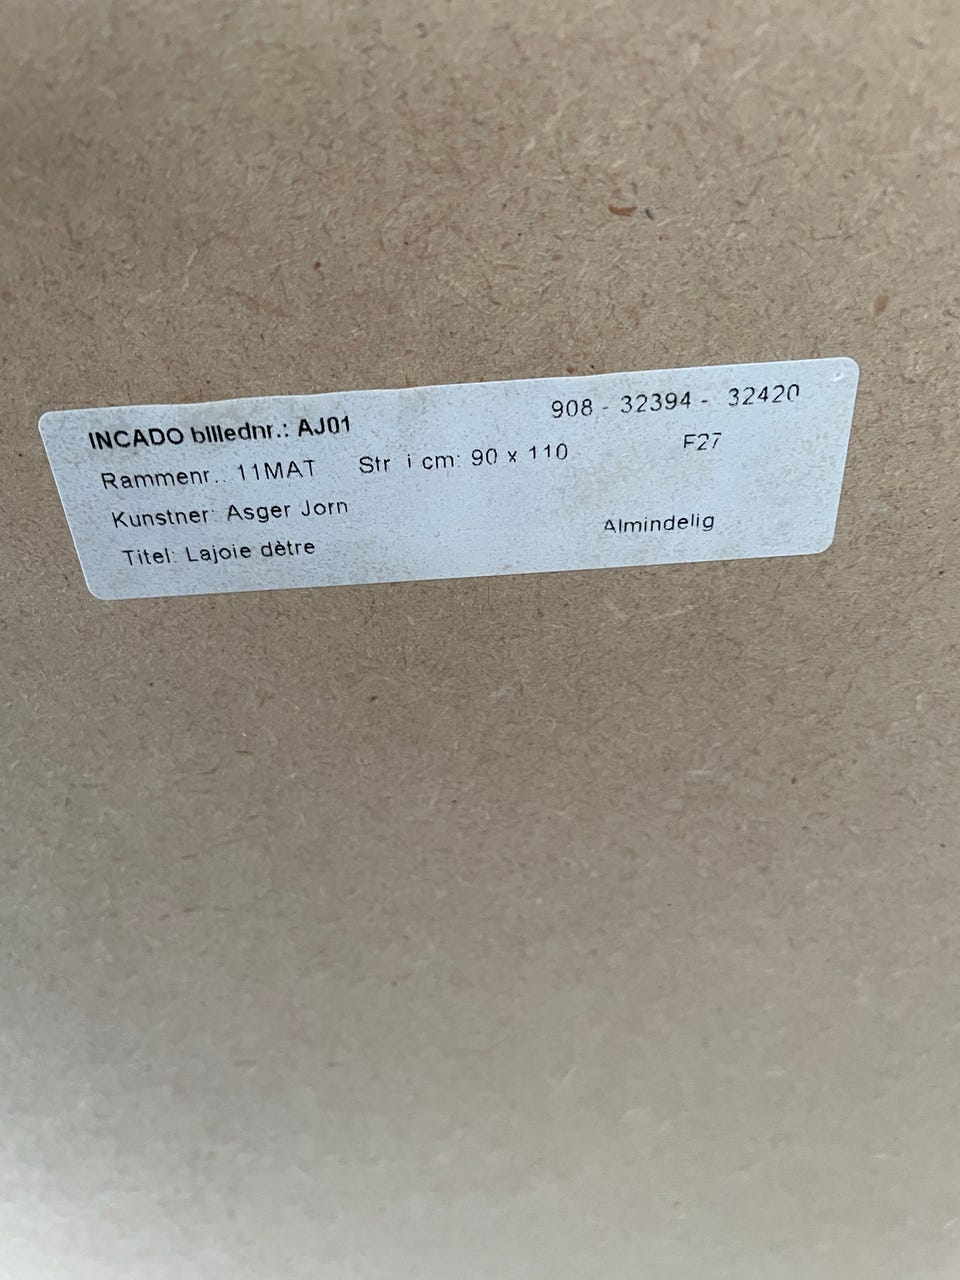 INCADO billednr.: AJ01 908 - 32394 - 32420
Rammenr.: 11MAT Str i cm: 90 x 110 F27
Kunstner: Asger Jorn
Almindelig
Titel: Lajoie dètre